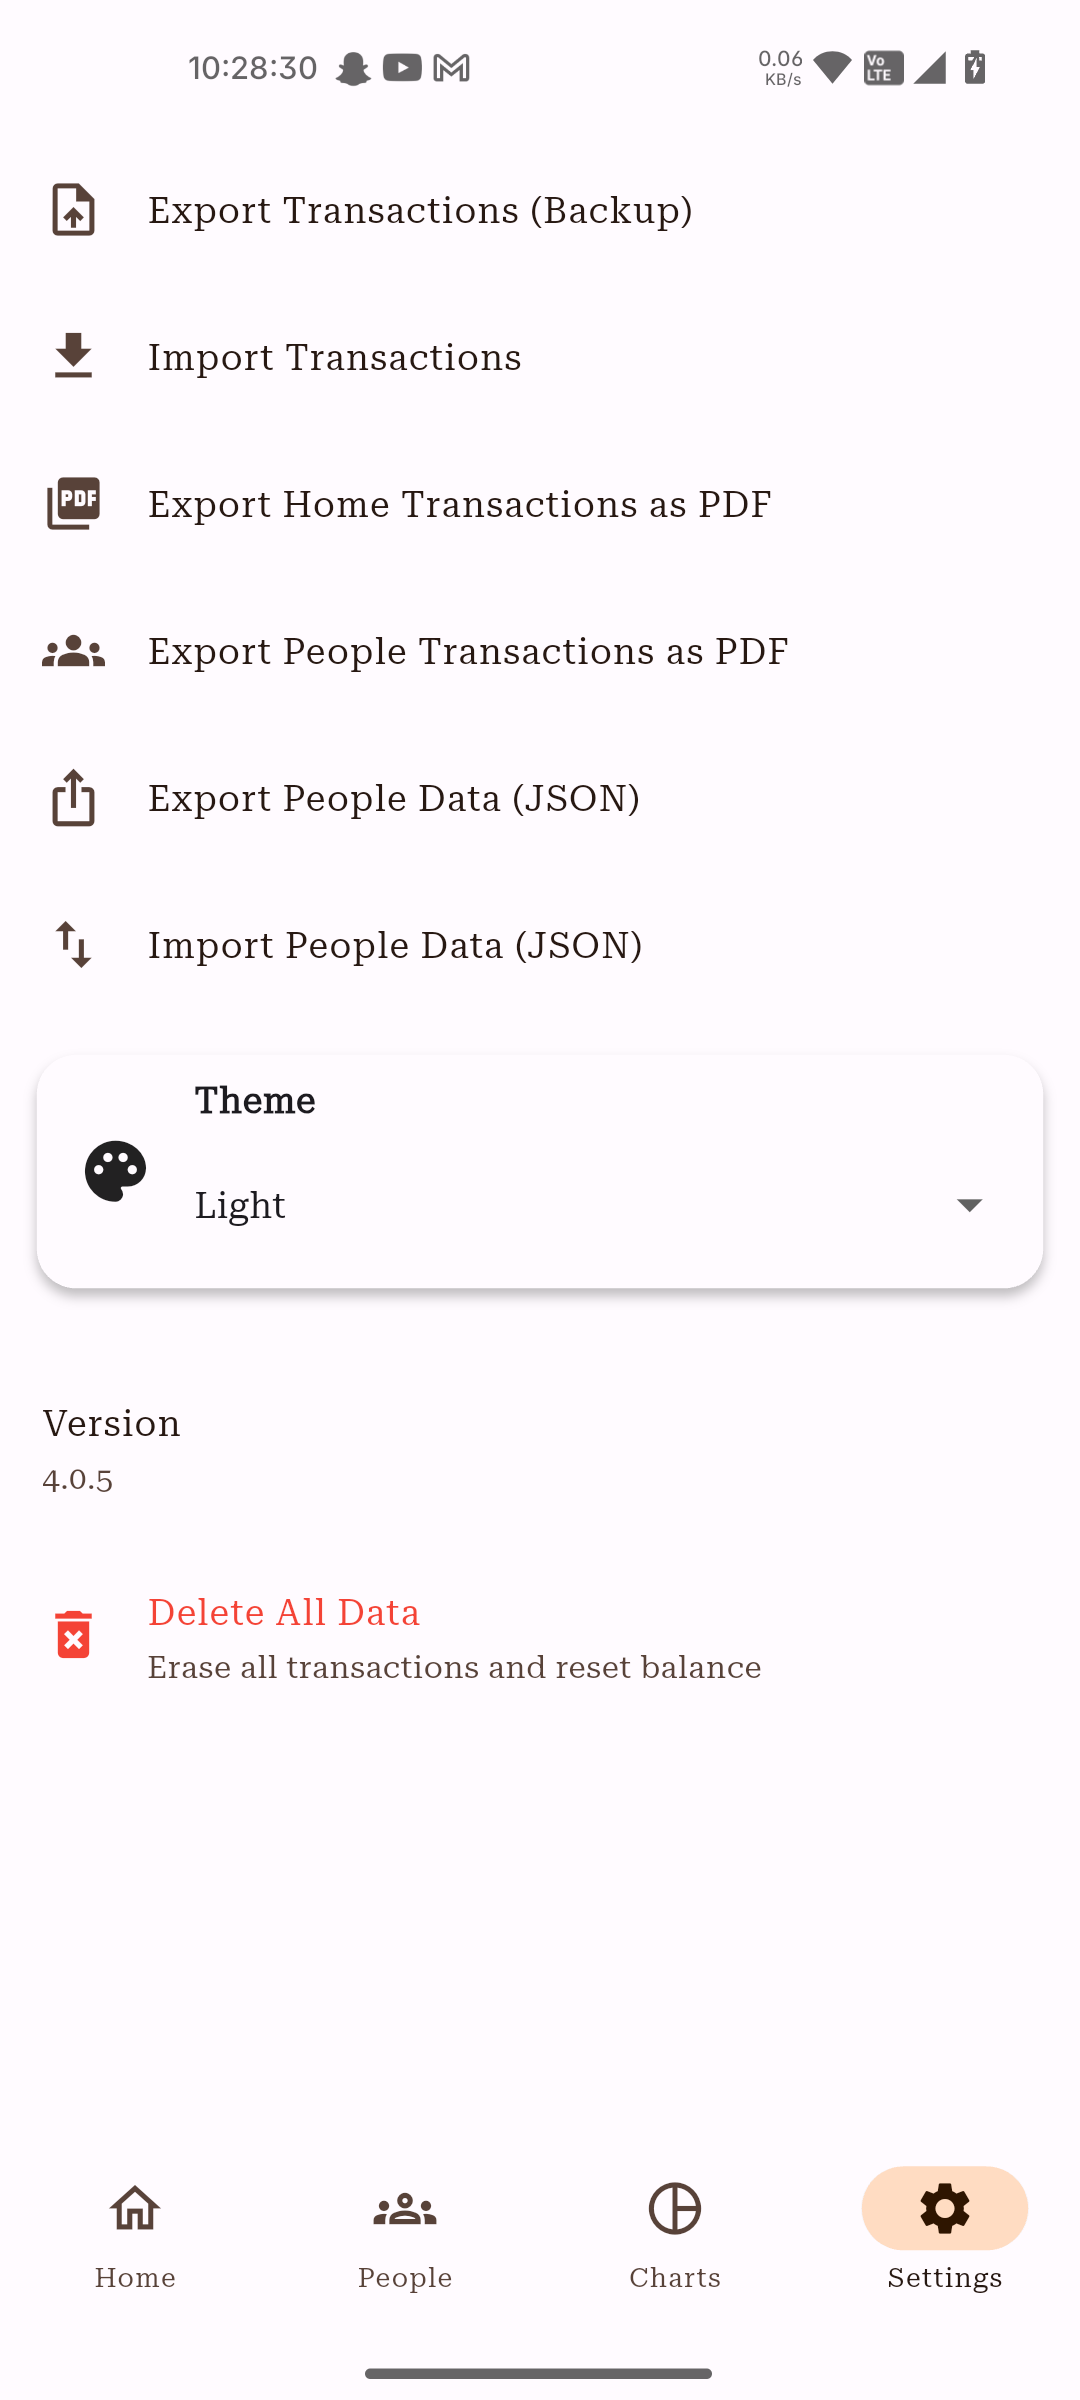 10:28:30
0.06
KB/s
Vo
LTE
Export Transactions (Backup)
Import Transactions
PDF
Export Home Transactions as PDF
Export People Transactions as PDF
Export People Data (JSON)
Import People Data (JSON)
Theme
Light
Version
4.0.5
Delete All Data
Erase all transactions and reset balance
Home
People
Charts
Settings